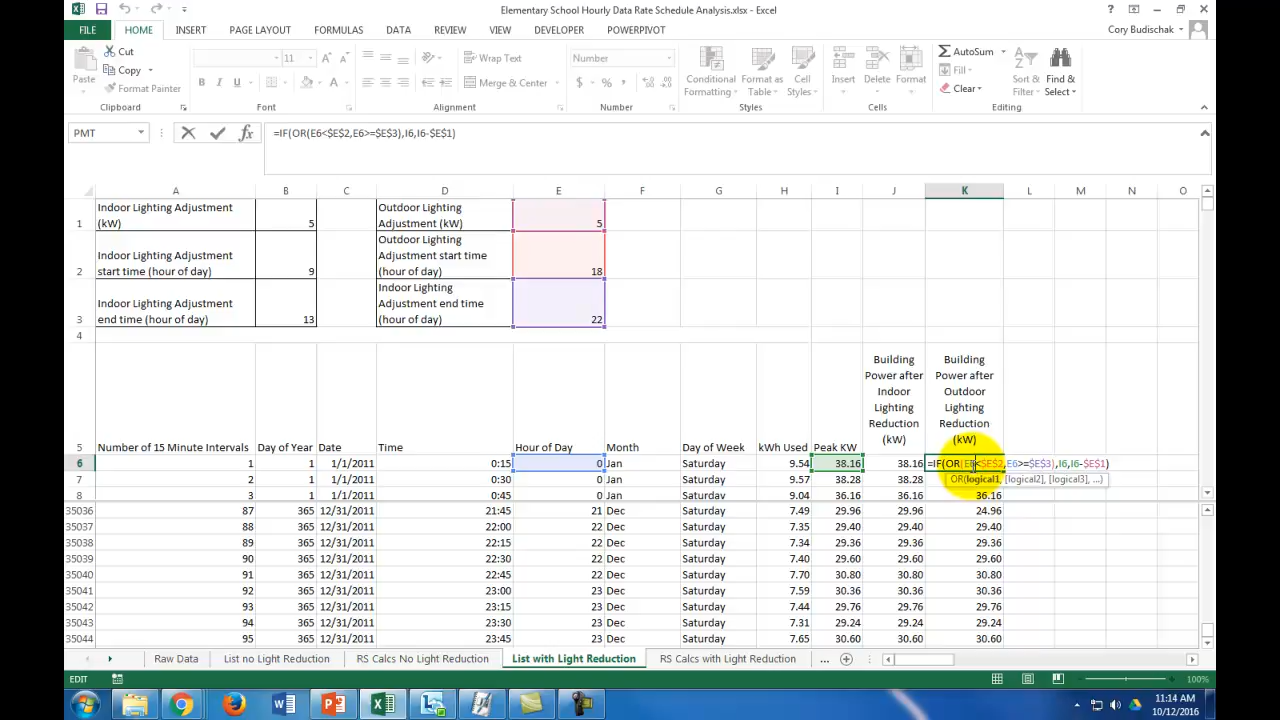 Elementary School Hourly Data Rate Schedule Analysis.xlsx - Excel
FILE HOME INSERT PAGE LAYOUT FORMULAS DATA REVIEW VIEW DEVELOPER POWERPIVOT Cory Budischak
Paste Cut Copy Format Painter
11
Wrap Text
Merge & Center
Number
$ % ,
Conditional Formatting Format as Table Cell Styles
Insert Delete Format
AutoSum
Fill
Clear
Sort & Filter Find & Select
Clipboard Font Alignment Number Styles Cells Editing
PMT fx =IF(OR(E6<$E$2,E6>=$E$3),I6,I6-$E$1)
A B C D E F G H I J K L M N O
1 Indoor Lighting Adjustment (kW) 5 Outdoor Lighting Adjustment (kW) 5
2 Indoor Lighting Adjustment start time (hour of day) 9 Outdoor Lighting Adjustment start time (hour of day) 18
3 Indoor Lighting Adjustment end time (hour of day) 13 Indoor Lighting Adjustment end time (hour of day) 22
4
5 Number of 15 Minute Intervals Day of Year Date Time Hour of Day Month Day of Week kWh Used Peak KW Building Power after Indoor Lighting Reduction (kW) Building Power after Outdoor Lighting Reduction (kW)
6 1 1 1/1/2011 0:15 0 Jan Saturday 9.54 38.16 38.16 =IF(OR(E6<$E$2,E6>=$E$3),I6,I6-$E$1)
OR(logical1, [logical2], [logical3], ...)
7 2 1 1/1/2011 0:30 0 Jan Saturday 9.57 38.28 38.28
8 3 1 1/1/2011 0:45 0 Jan Saturday 9.04 36.16 36.16 36.16
35036 87 365 12/31/2011 21:45 21 Dec Saturday 7.49 29.96 29.96 24.96
35037 88 365 12/31/2011 22:00 22 Dec Saturday 7.35 29.40 29.40 29.40
35038 89 365 12/31/2011 22:15 22 Dec Saturday 7.34 29.36 29.36 29.36
35039 90 365 12/31/2011 22:30 22 Dec Saturday 7.40 29.60 29.60 29.60
35040 91 365 12/31/2011 22:45 22 Dec Saturday 7.70 30.80 30.80 30.80
35041 92 365 12/31/2011 23:00 23 Dec Saturday 7.59 30.36 30.36 30.36
35042 93 365 12/31/2011 23:15 23 Dec Saturday 7.44 29.76 29.76 29.76
35043 94 365 12/31/2011 23:30 23 Dec Saturday 7.31 29.24 29.24 29.24
35044 95 365 12/31/2011 23:45 23 Dec Saturday 7.65 30.60 30.60 30.60
Raw Data List no Light Reduction RS Calcs No Light Reduction List with Light Reduction RS Calcs with Light Reduction ...
EDIT 100%
11:14 AM
10/12/2016